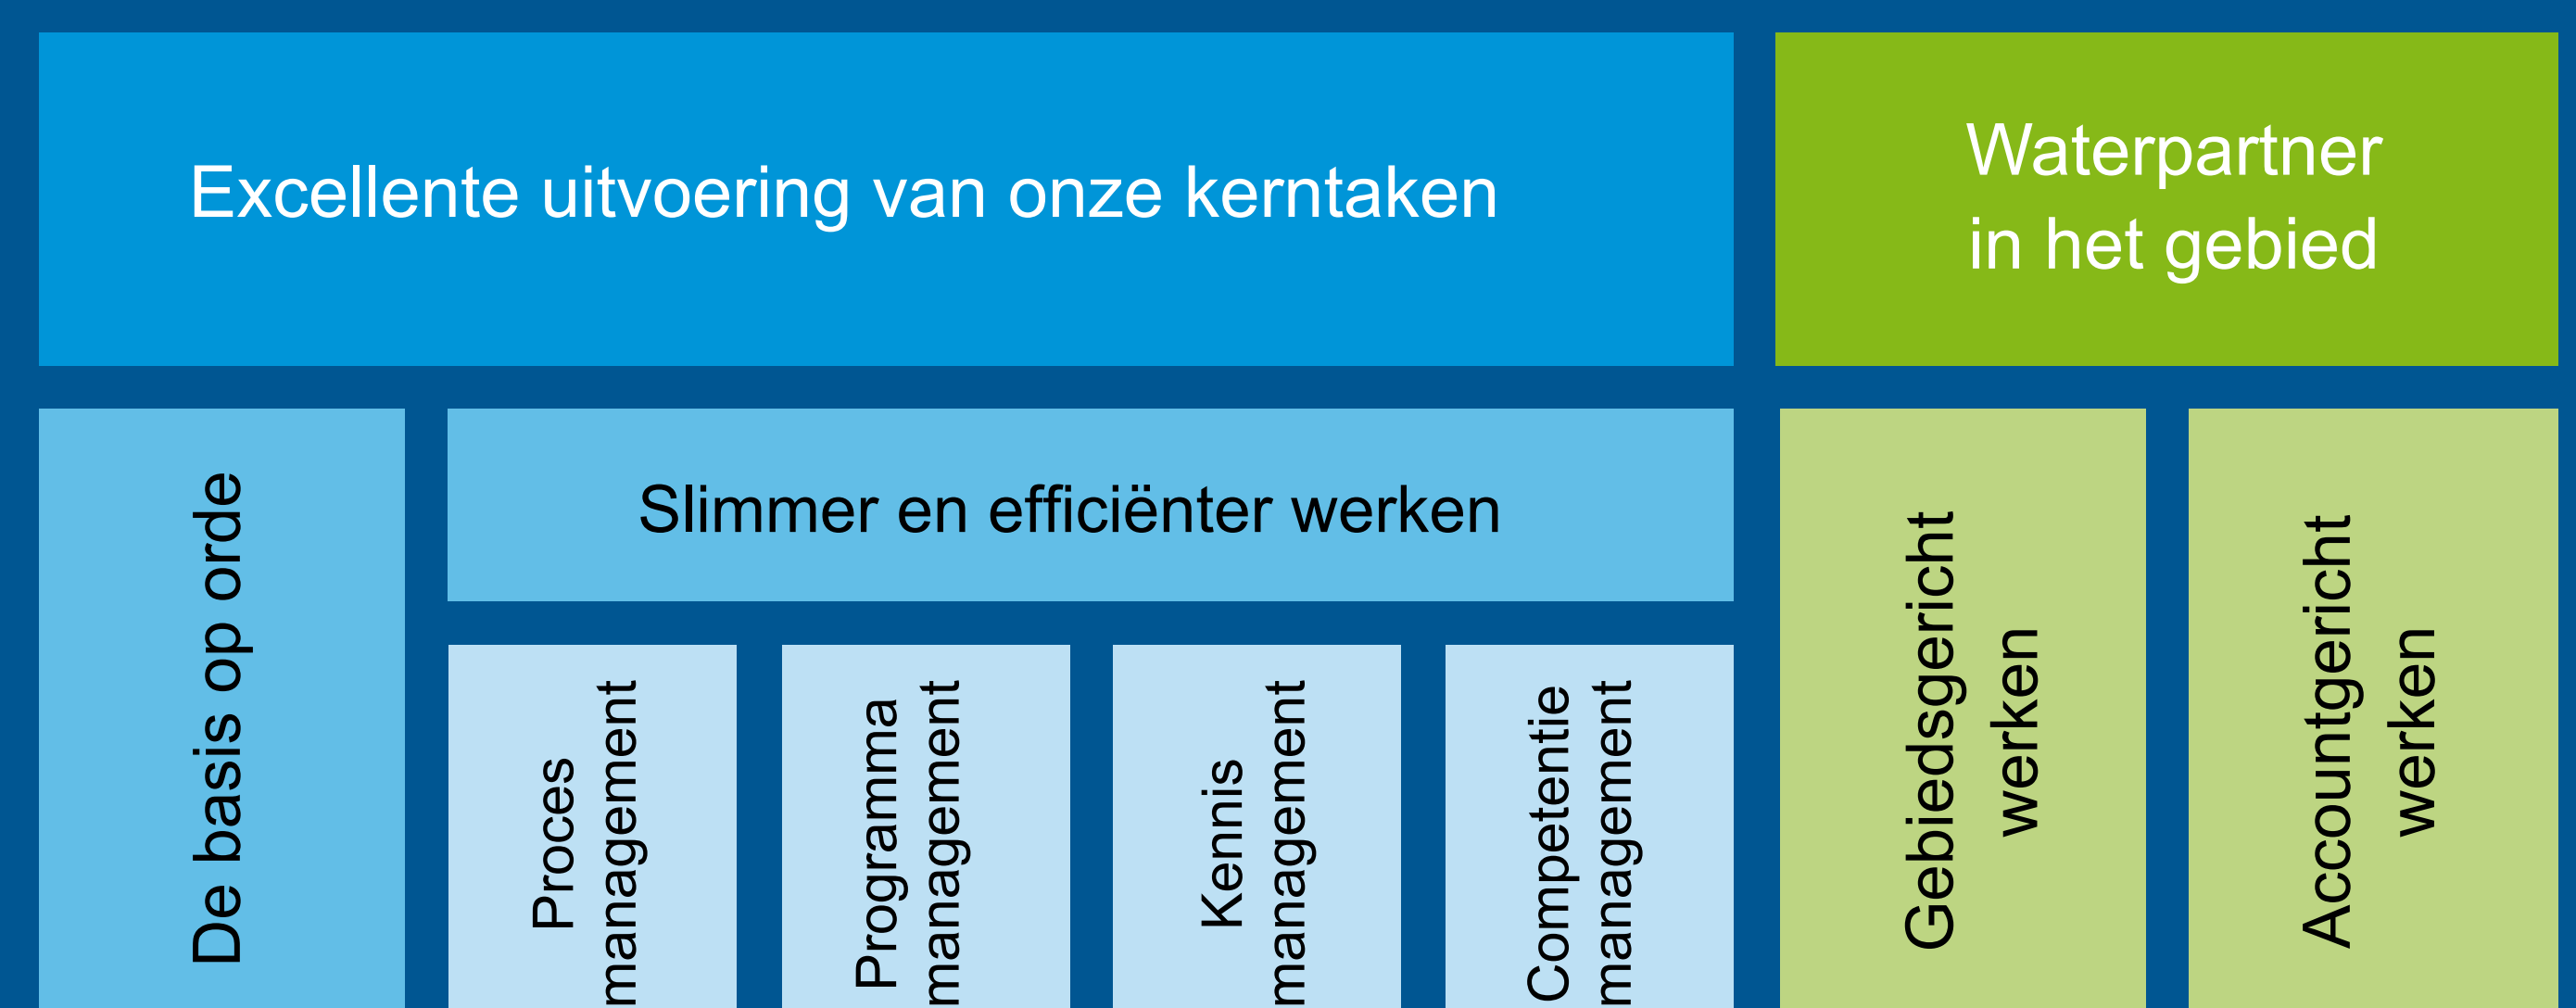 Excellente uitvoering van onze kerntaken
Waterpartner
in het gebied
De basis op orde
Slimmer en efficiënter werken
Proces
management
Programma
management
Kennis
management
Competentie
management
Gebiedsgericht
werken
Accountgericht
werken